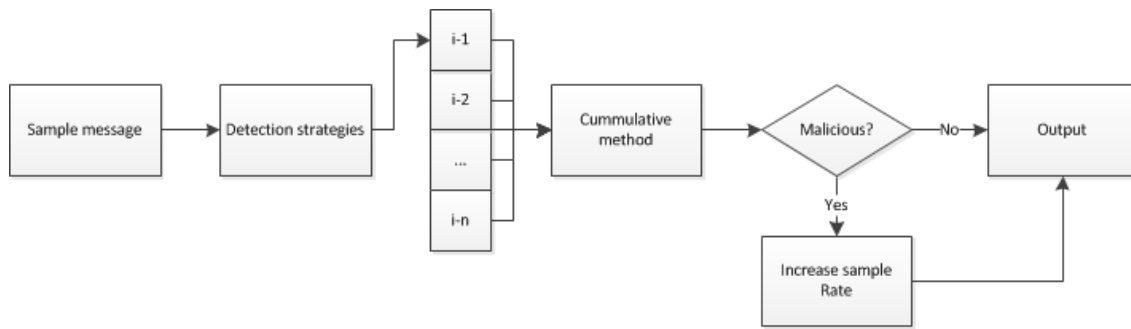 Sample message
Detection strategies
i-1
i-2
...
i-n
Cummulative
method
Malicious?
No
Output
Yes
Increase sample
Rate